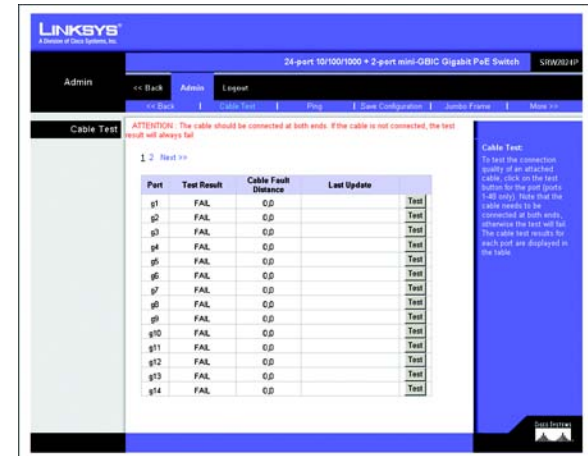 LINKSYS®
A Division of Cisco Systems, Inc.
24-port 10/100/1000 + 2-port mini-GBIC Gigabit PoE Switch SRW2024P
Admin
<< Back Admin Logout
<< Back | Cable Test | Ping | Save Configuration | Jumbo Frame | More >>
Cable Test
ATTENTION : The cable should be connected at both ends. If the cable is not connected, the test
result will always fail
1 2 Next >>
Port Test Result Cable Fault Distance Last Update
g1 FAIL 0,0 Test
g2 FAIL 0,0 Test
g3 FAIL 0,0 Test
g4 FAIL 0,0 Test
g5 FAIL 0,0 Test
g6 FAIL 0,0 Test
g7 FAIL 0,0 Test
g8 FAIL 0,0 Test
g9 FAIL 0,0 Test
g10 FAIL 0,0 Test
g11 FAIL 0,0 Test
g12 FAIL 0,0 Test
g13 FAIL 0,0 Test
g14 FAIL 0,0 Test
Cable Test:
To test the connection
quality of an attached
cable, click on the test
button for the port (ports
1-48 only). Note that the
cable needs to be
connected at both ends,
otherwise the test will fail.
The cable test results for
each port are displayed in
the table.
Cisco Systems